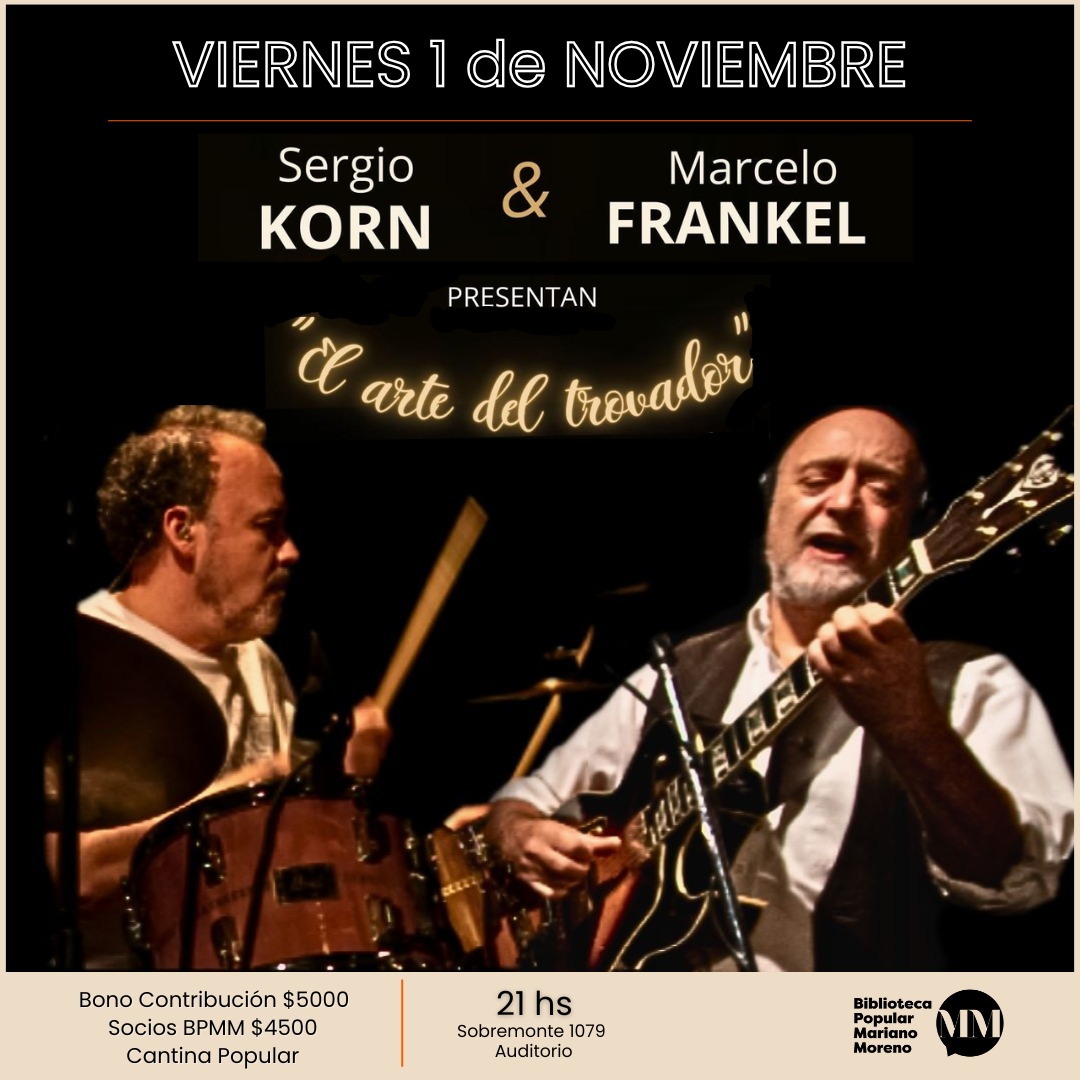 VIERNES 1 de NOVIEMBRE
Sergio
KORN
&
Marcelo
FRANKEL
PRESENTAN
"El arte del trovador"
Bono Contribución $5000
Socios BPMM $4500
Cantina Popular
21 hs
Sobremonte 1079
Auditorio
Biblioteca
Popular
Mariano
Moreno
MM